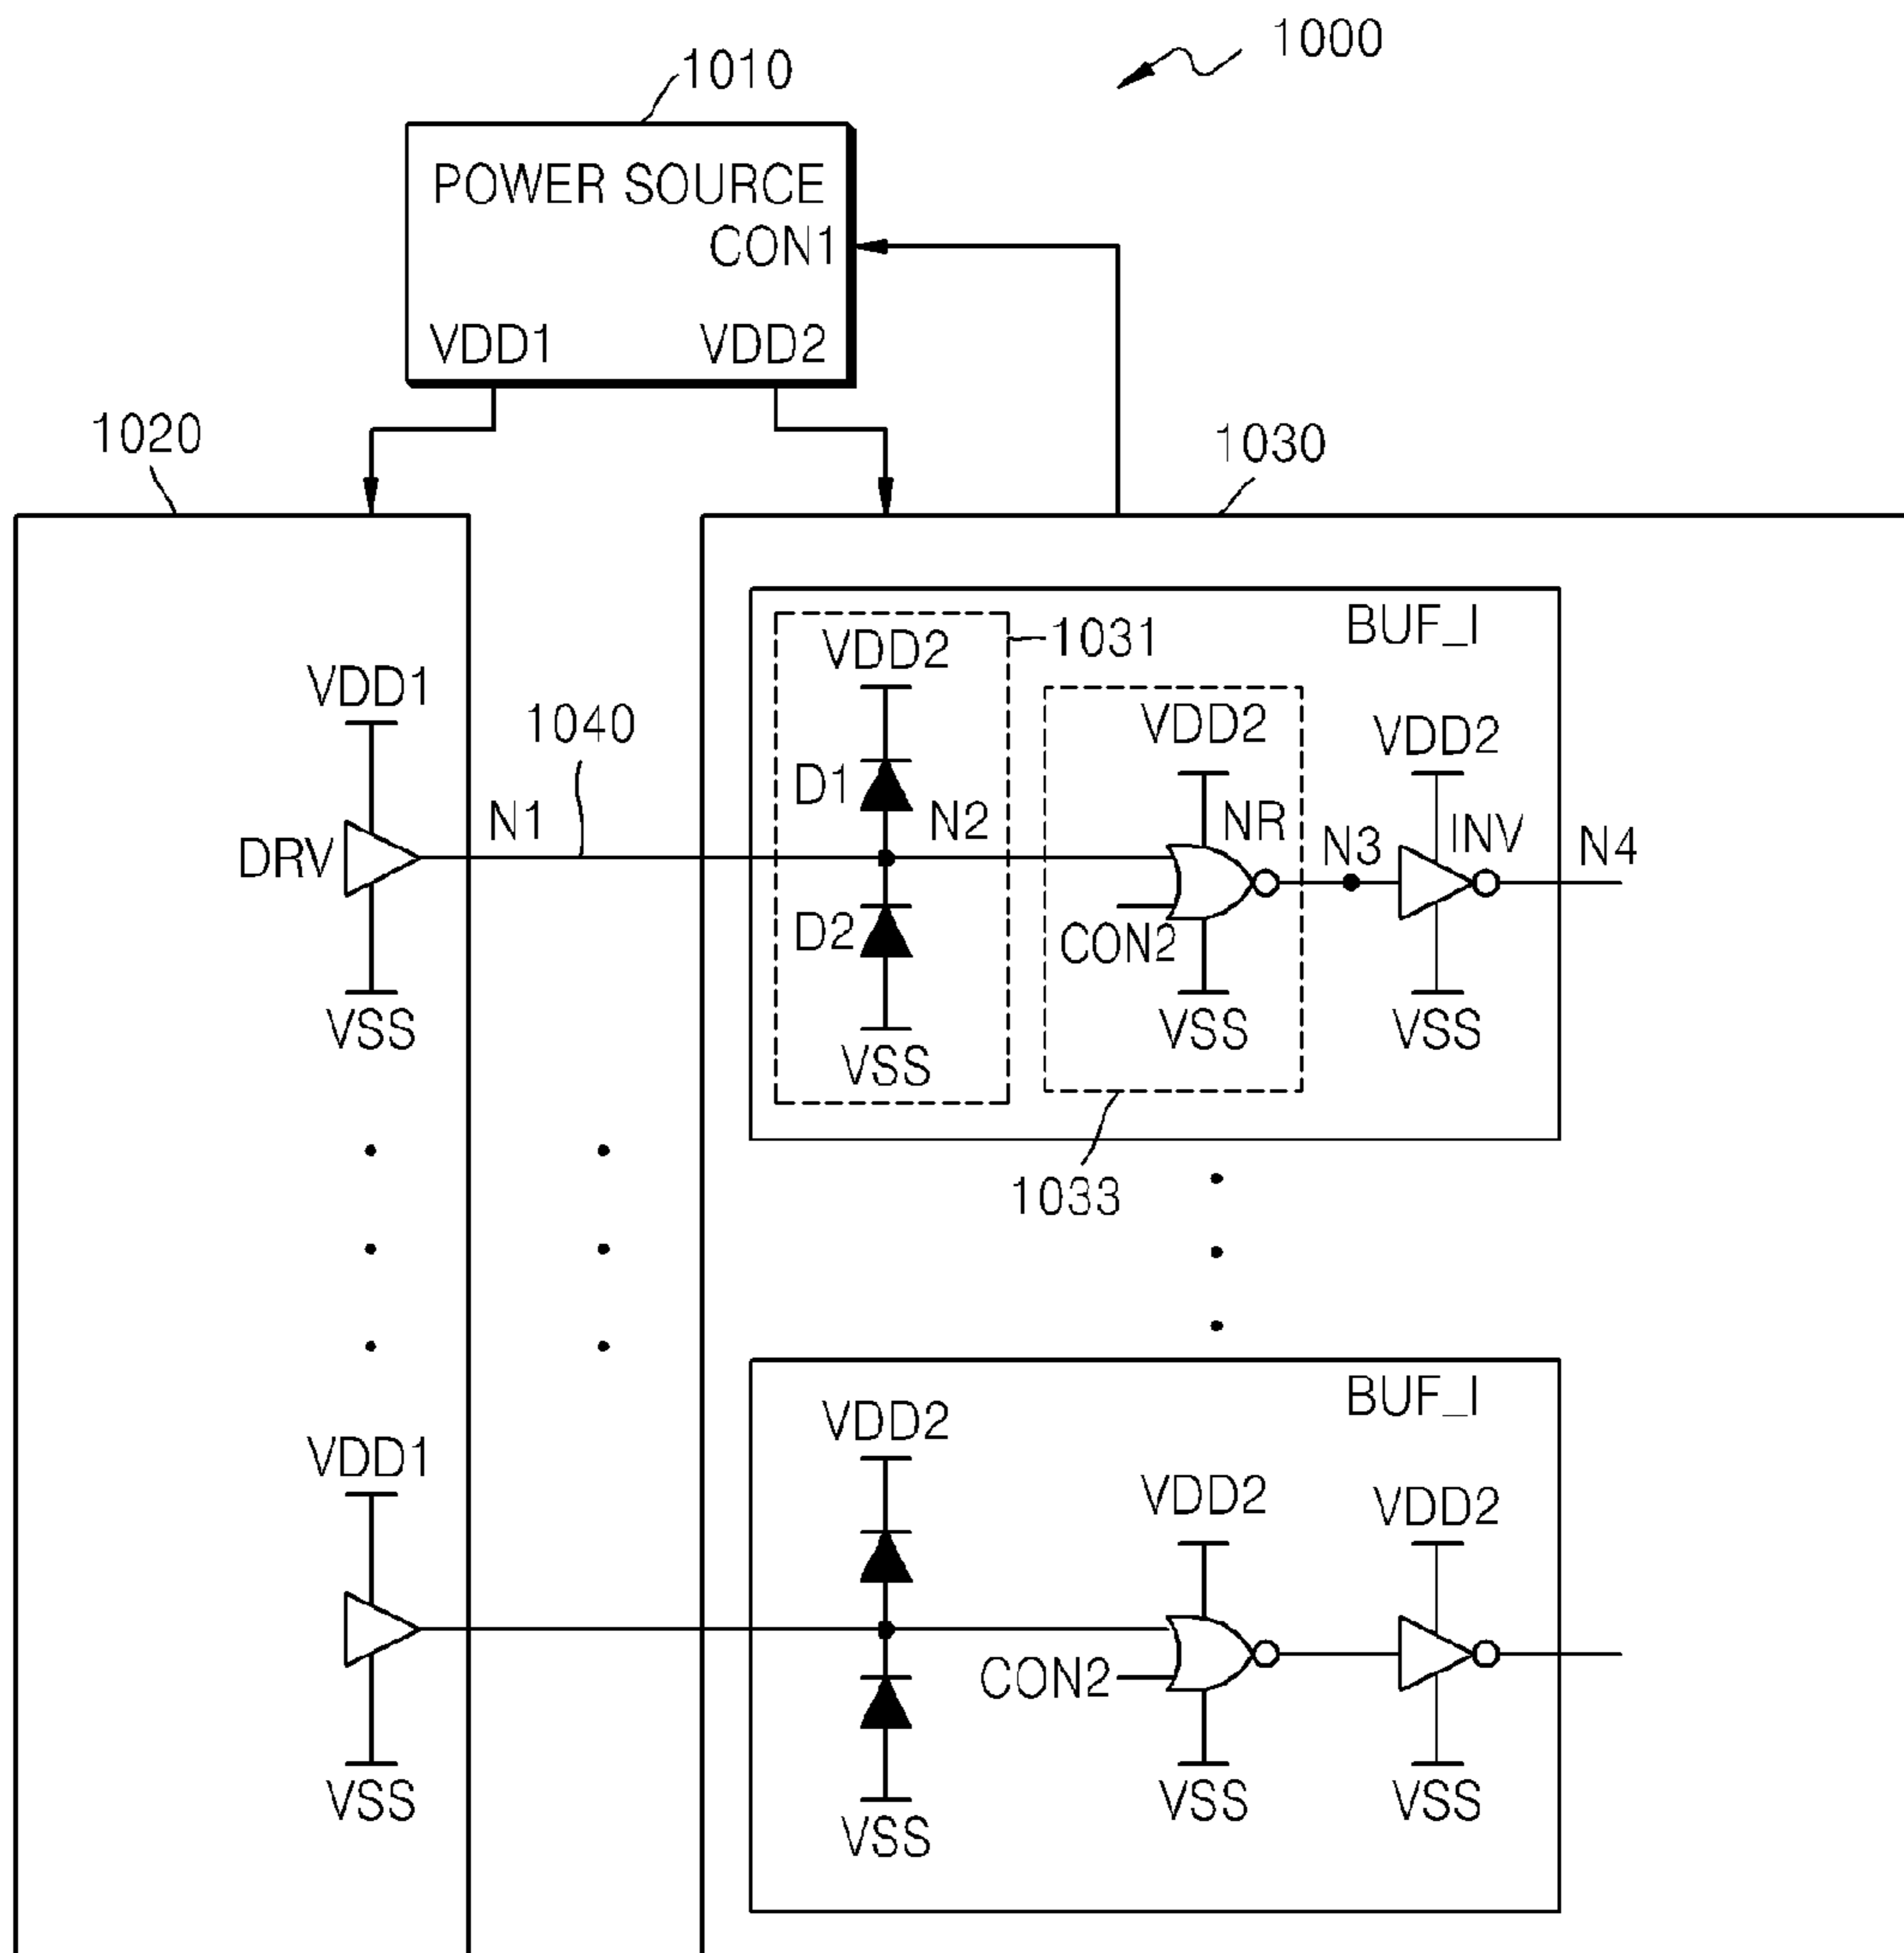 1000
1010
POWER SOURCE
CON1
VDD1 VDD2
1020
1030
BUF_I
1031
VDD2
VDD1
1040
VDD2
VDD2
D1
N1
N2
NR
N3
INV
N4
DRV
D2
CON2
VSS
VSS
VSS
VSS
1033
BUF_I
VDD2
VDD1
VDD2
VDD2
CON2
VSS
VSS
VSS
VSS